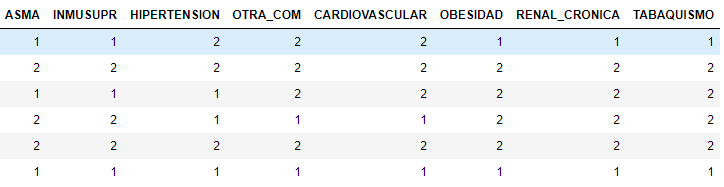 ASMA INMUSUPR HIPERTENSION OTRA_COM CARDIOVASCULAR OBESIDAD RENAL_CRONICA TABAQUISMO
1 1 2 2 2 1 1 1
2 2 2 2 2 2 2 2
1 1 1 2 2 2 2 2
2 2 1 1 1 2 2 2
2 2 2 2 2 2 2 2
1 1 1 1 1 1 1 1